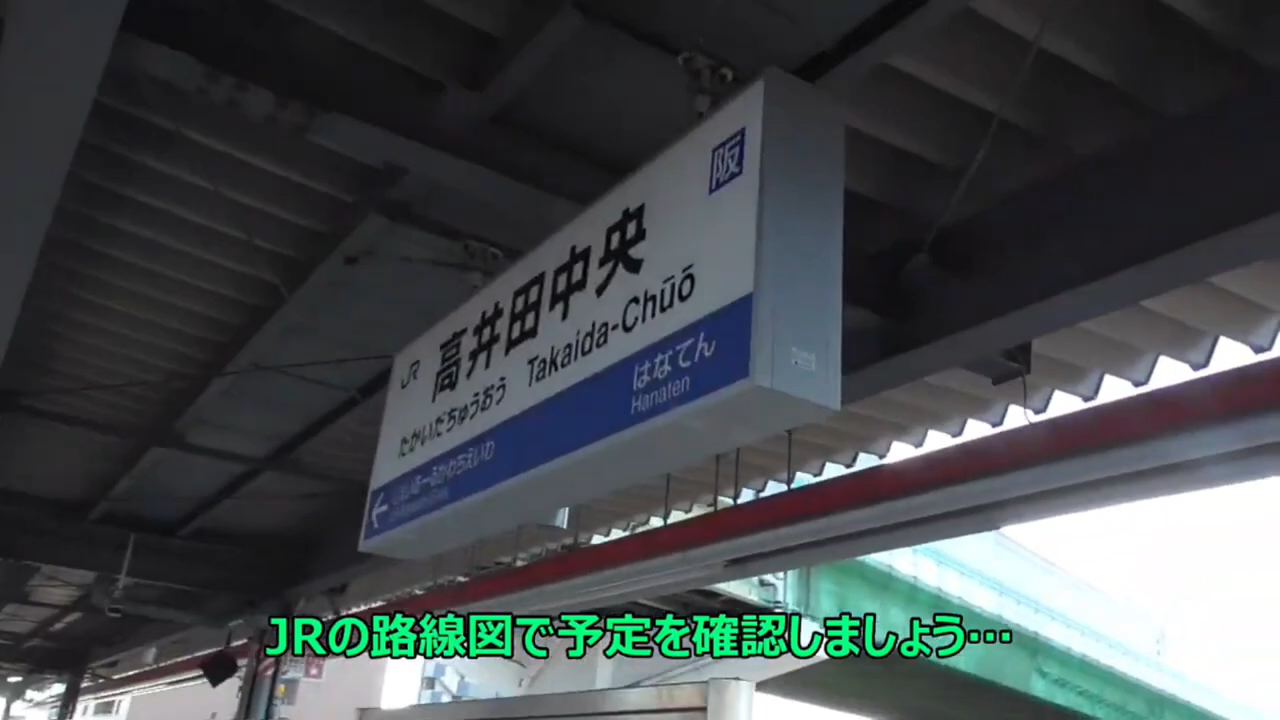 阪
JR 高井田中央
たかいだちゅうおう Takaida-Chūō
はなてん
Hanaten
JRの路線図で予定を確認しましょう…